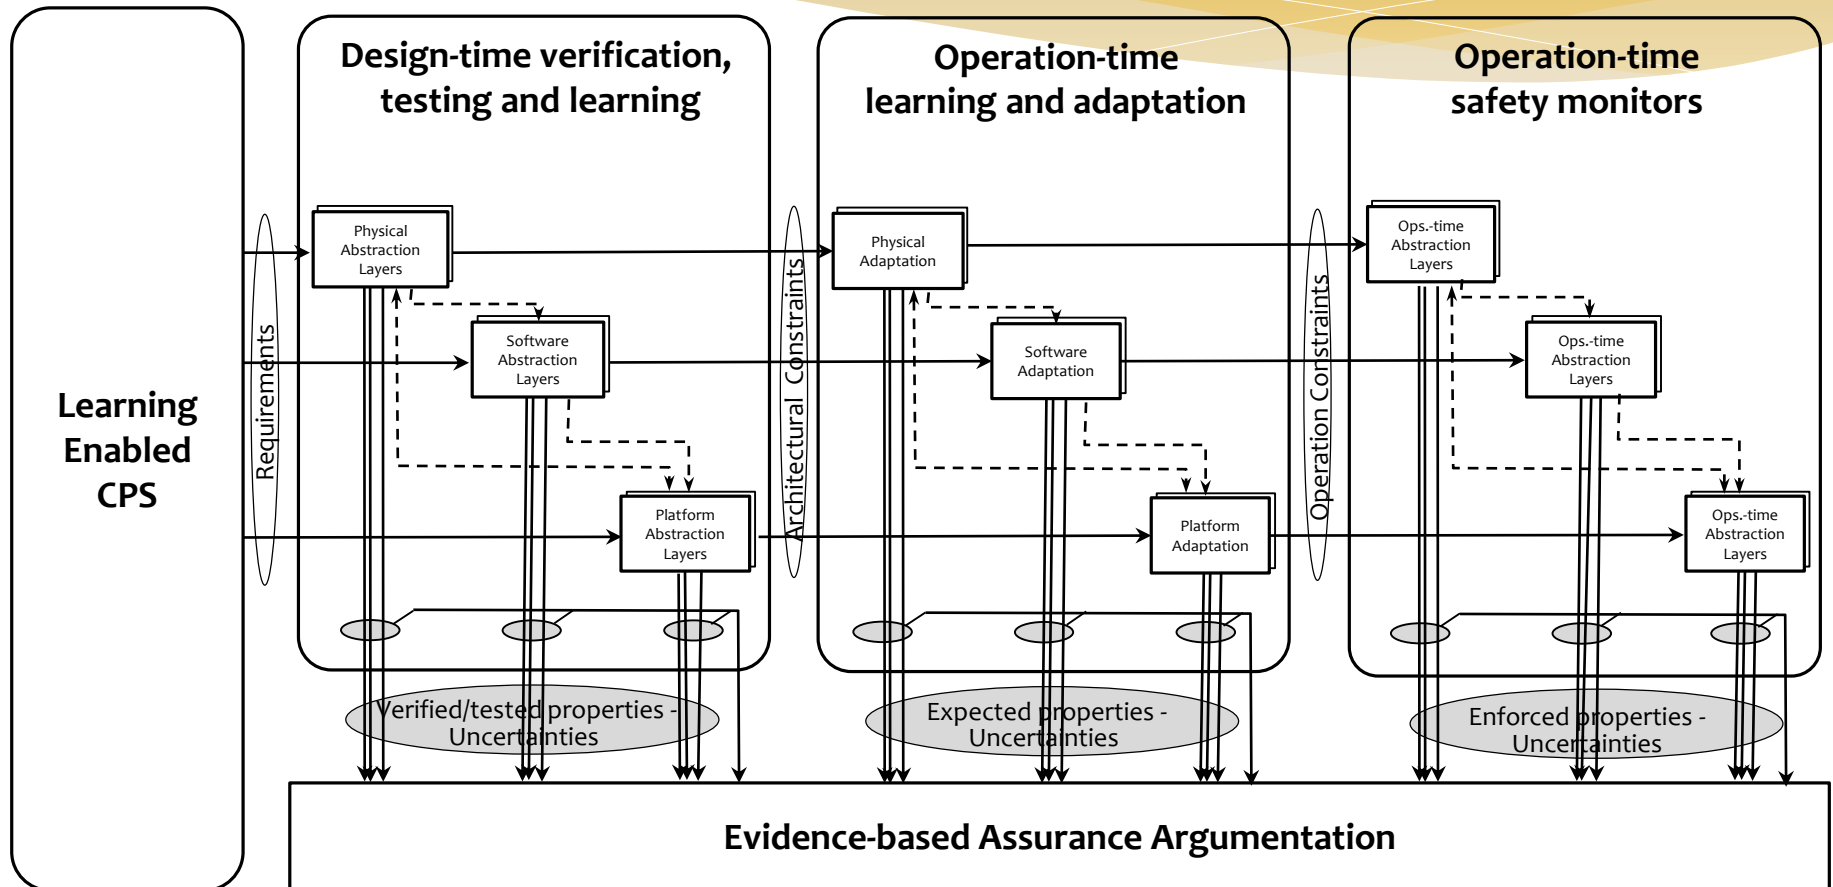 Design-time verification,
testing and learning
Operation-time
learning and adaptation
Operation-time
safety monitors
Learning
Enabled
CPS
Requirements
Physical
Abstraction
Layers
Software
Abstraction
Layers
Platform
Abstraction
Layers
Architectural Constraints
Physical
Adaptation
Software
Adaptation
Platform
Adaptation
Operation Constraints
Ops.-time
Abstraction
Layers
Ops.-time
Abstraction
Layers
Ops.-time
Abstraction
Layers
Verified/tested properties -
Uncertainties
Expected properties -
Uncertainties
Enforced properties -
Uncertainties
Evidence-based Assurance Argumentation